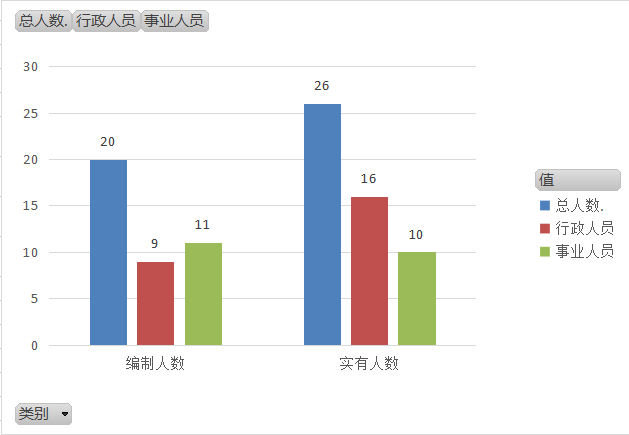 总人数. 行政人员 事业人员
30
25
20
15
10
5
0
20
9
11
26
16
10
编制人数
实有人数
值
总人数.
行政人员
事业人员
类别